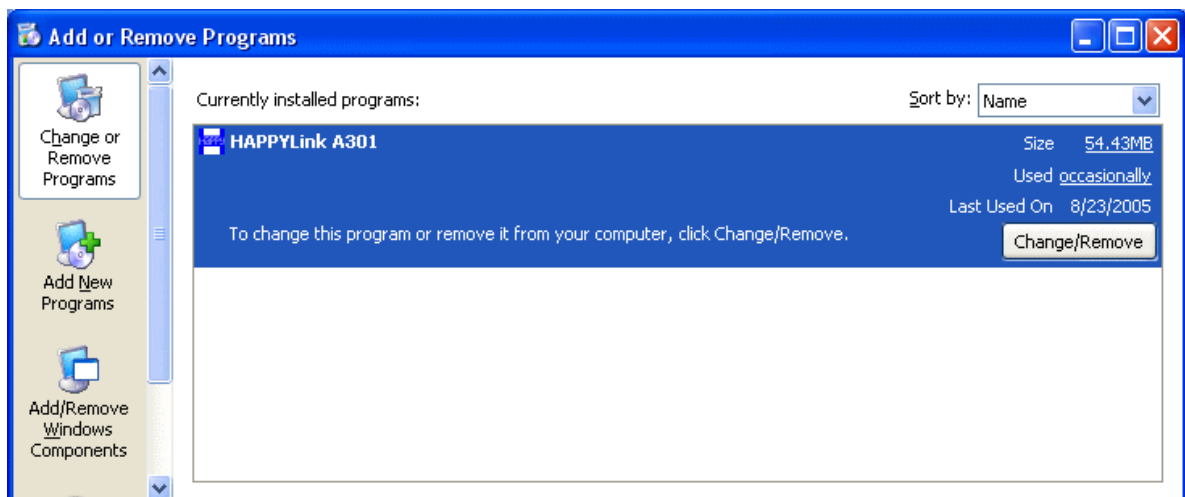 Add or Remove Programs
Change or
Remove
Programs
Add New
Programs
Add/Remove
Windows
Components
Currently installed programs:
Sort by: Name
HAPPYLink A301
Size 54.43MB
Used occasionally
Last Used On 8/23/2005
To change this program or remove it from your computer, click Change/Remove.
Change/Remove